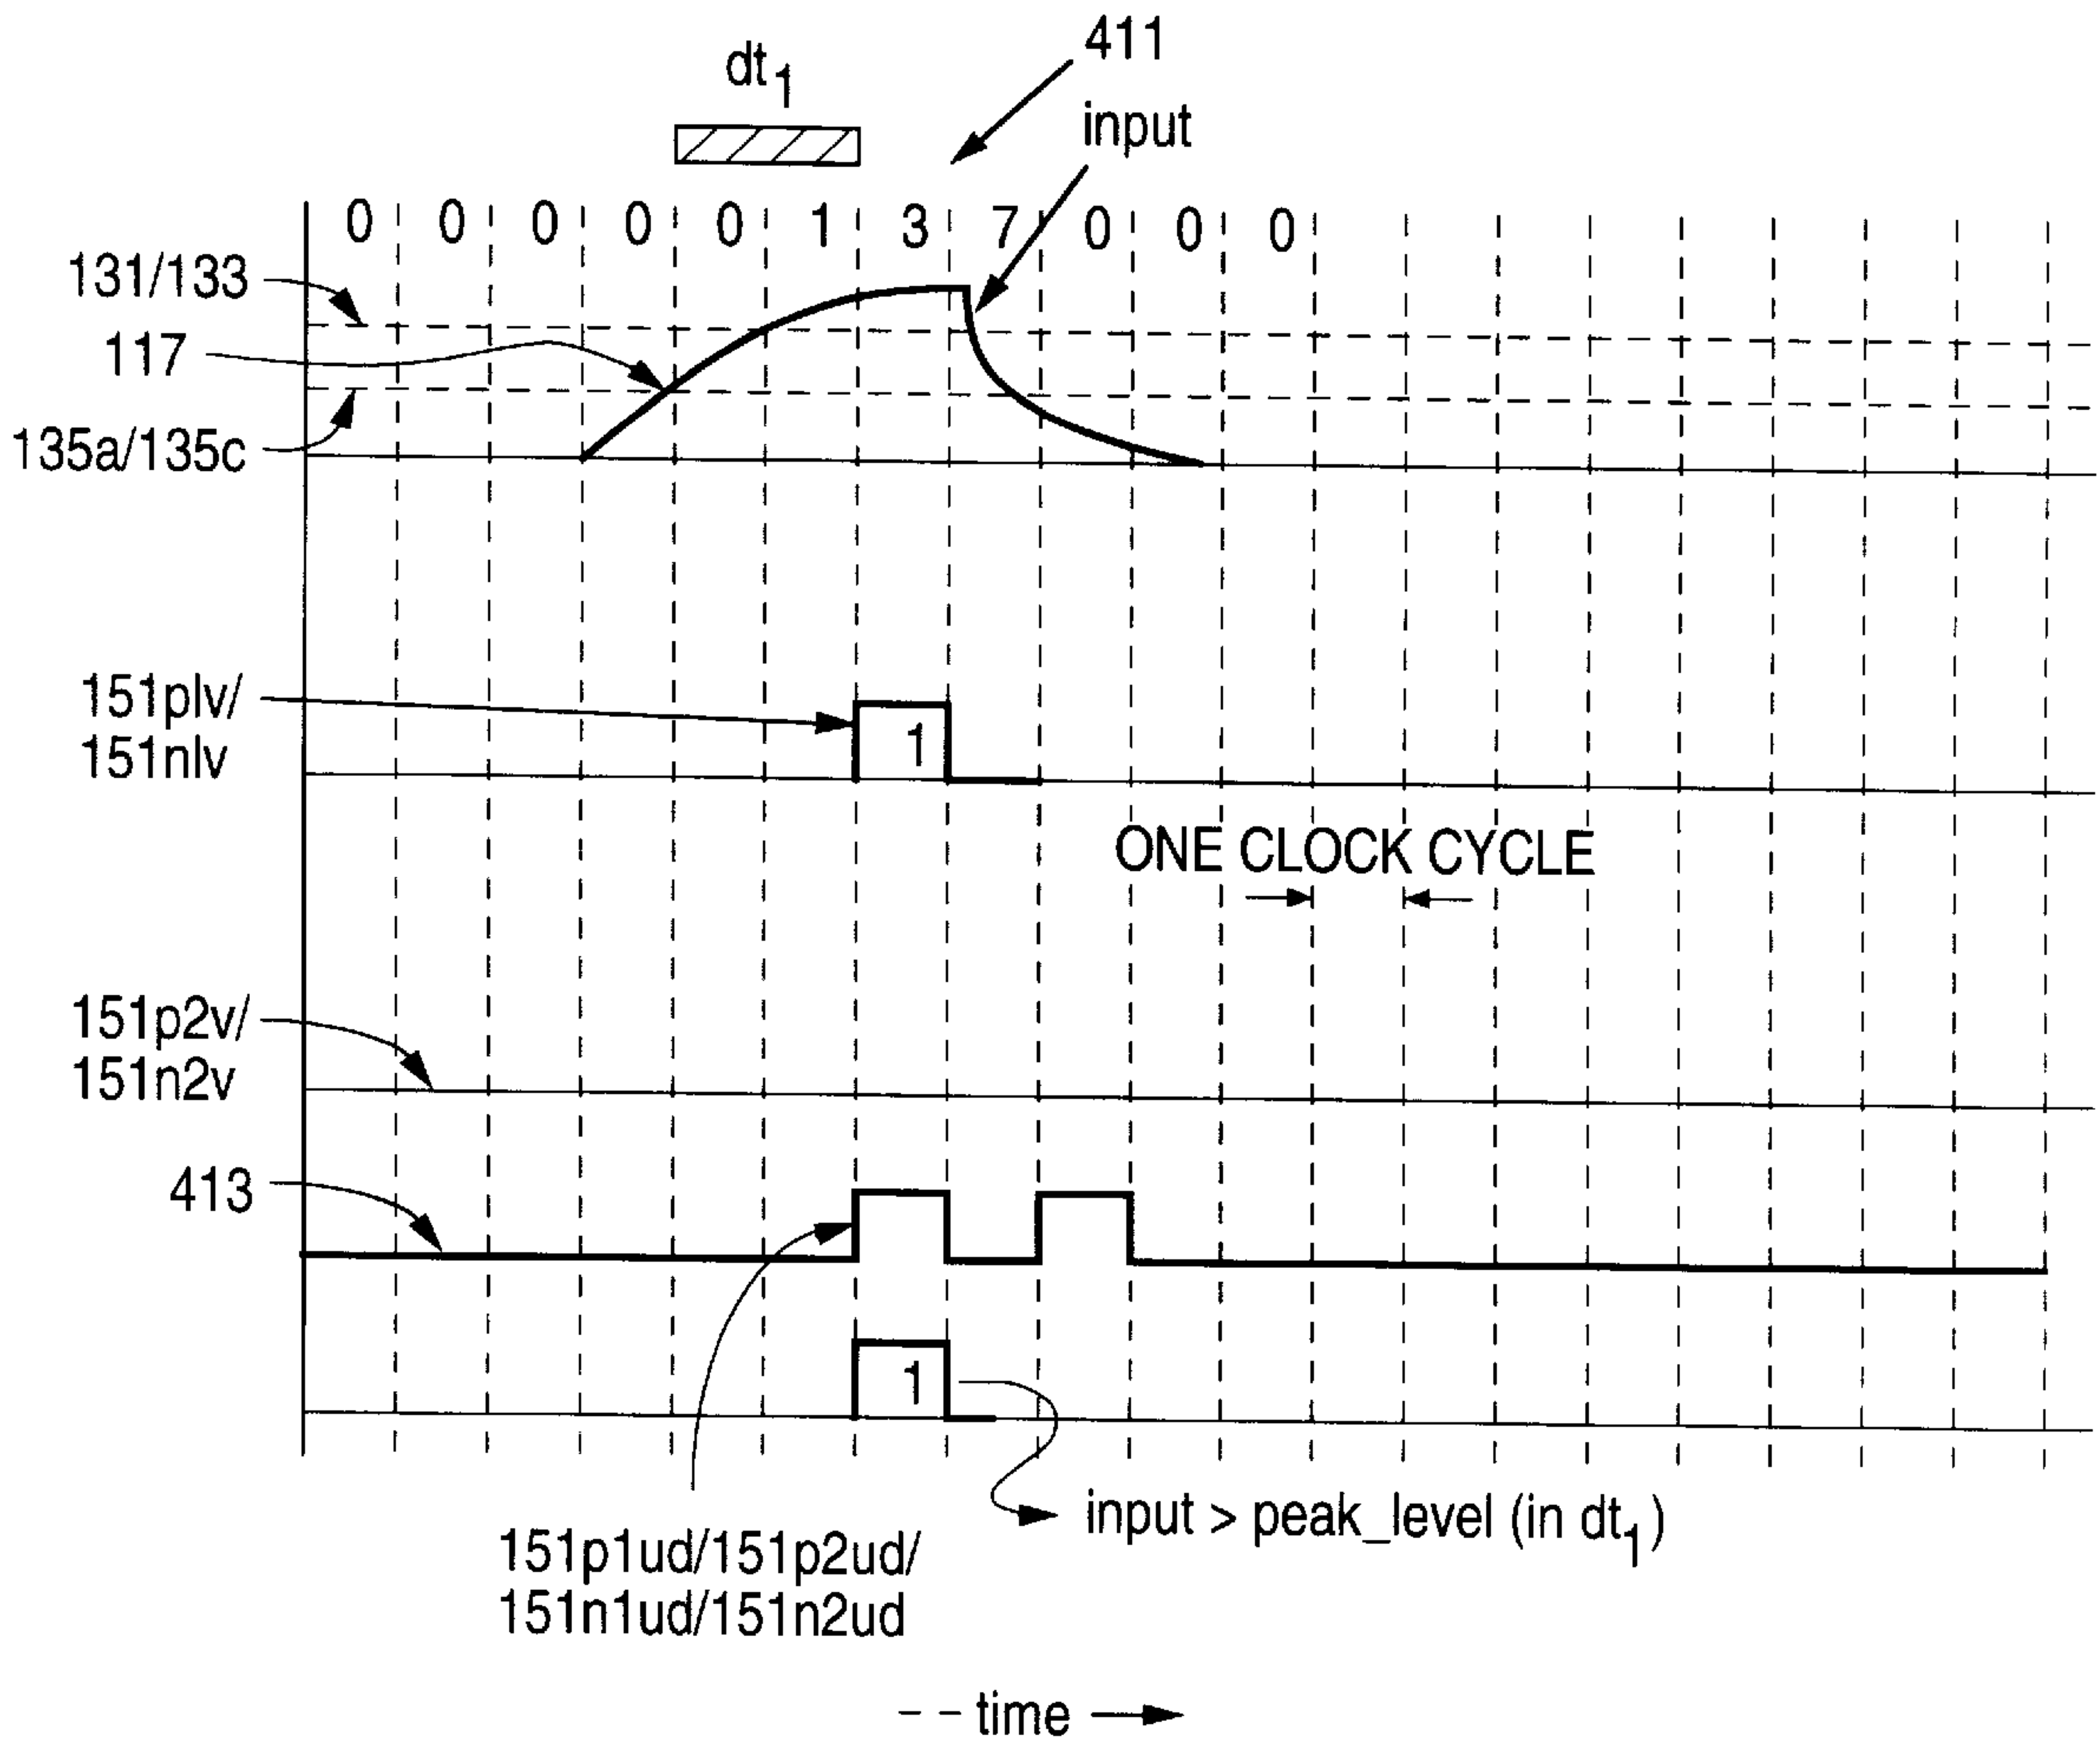 411
dt1
input
0 0 0 0 0 1 3 7 0 0 0
131/133
117
135a/135c
151plv/
151nlv
1
ONE CLOCK CYCLE
151p2v/
151n2v
413
1
input > peak_level (in dt1)
151p1ud/151p2ud/
151n1ud/151n2ud
-- time